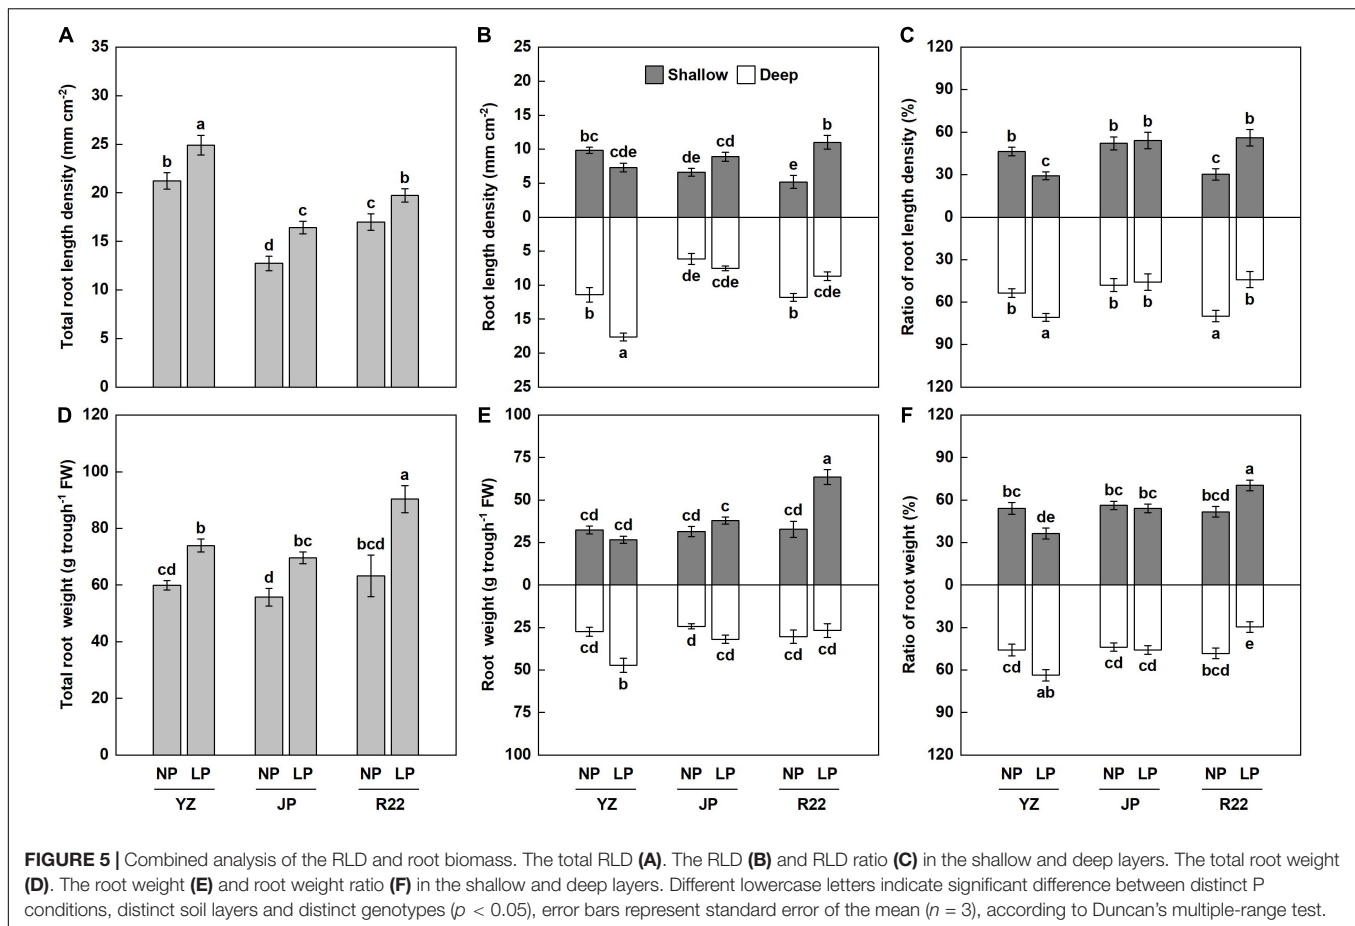 A
Total root length density (mm cm-2)
35
30
25
20
15
10
5
0
b
a
d
c
c
b
B
Root length density (mm cm-2)
25
20
15
10
5
0
5
10
15
20
25
Shallow Deep
bc
cde
de
cd
e
b
b
a
de
cde
b
cde
C
Ratio of root length density (%)
120
90
60
30
0
30
60
90
120
b
c
b
b
c
b
b
a
b
b
a
b
D
Total root weight (g trough-1 FW)
120
100
80
60
40
20
0
cd
b
d
bc
bcd
a
NP LP NP LP NP LP
YZ JP R22
E
Root weight (g trough-1 FW)
100
75
50
25
0
25
50
75
100
cd
cd
cd
c
cd
a
cd
b
d
cd
cd
cd
NP LP NP LP NP LP
YZ JP R22
F
Ratio of root weight (%)
120
90
60
30
0
30
60
90
120
bc
de
bc
bc
bcd
a
cd
ab
cd
cd
bcd
e
NP LP NP LP NP LP
YZ JP R22
FIGURE 5 | Combined analysis of the RLD and root biomass. The total RLD (A). The RLD (B) and RLD ratio (C) in the shallow and deep layers. The total root weight
(D). The root weight (E) and root weight ratio (F) in the shallow and deep layers. Different lowercase letters indicate significant difference between distinct P
conditions, distinct soil layers and distinct genotypes (p < 0.05), error bars represent standard error of the mean (n = 3), according to Duncan's multiple-range test.